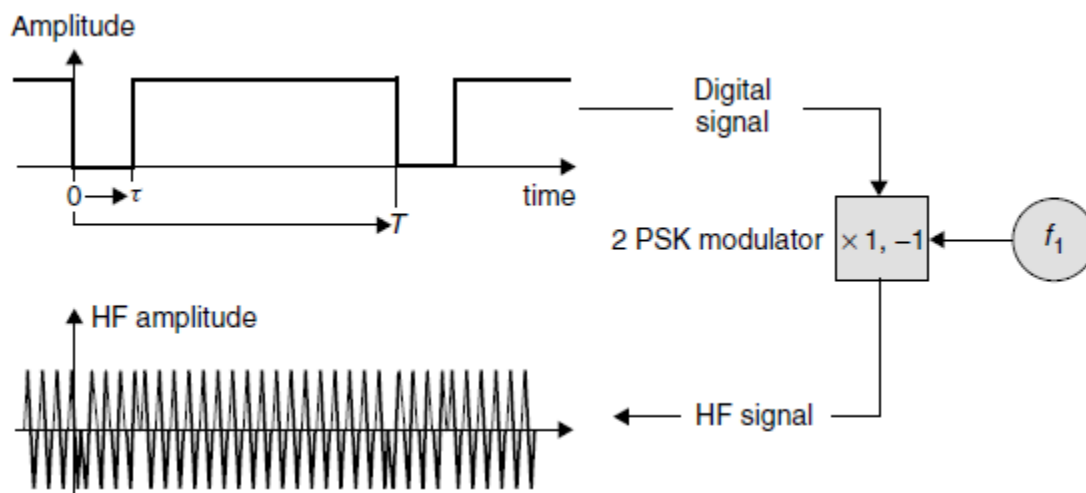 Amplitude
Digital
signal
0
τ
time
T
2 PSK modulator
× 1, −1
f1
HF amplitude
HF signal